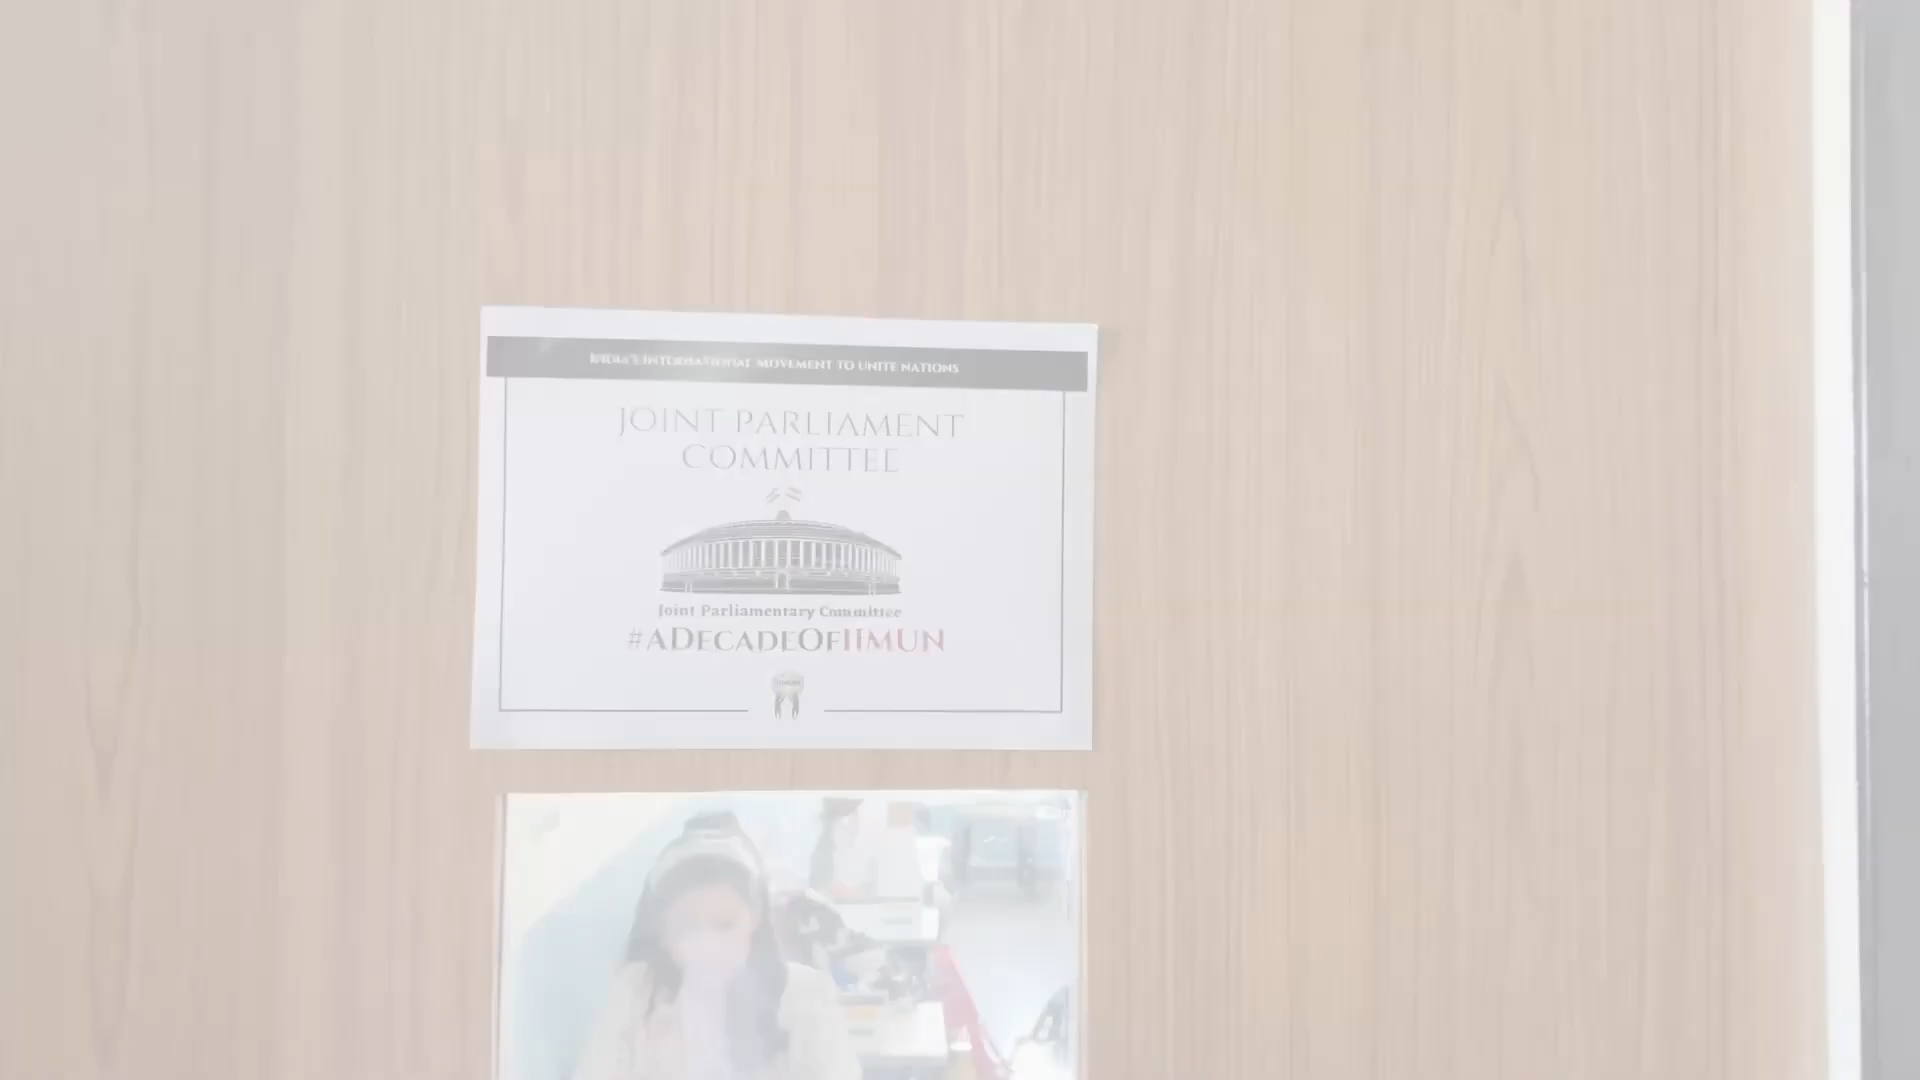 INDIA'S INTERNATIONAL MOVEMENT TO UNITE NATIONS
JOINT PARLIAMENT
COMMITTEE
Joint Parliamentary Committee
#ADECADEOFIIMUN